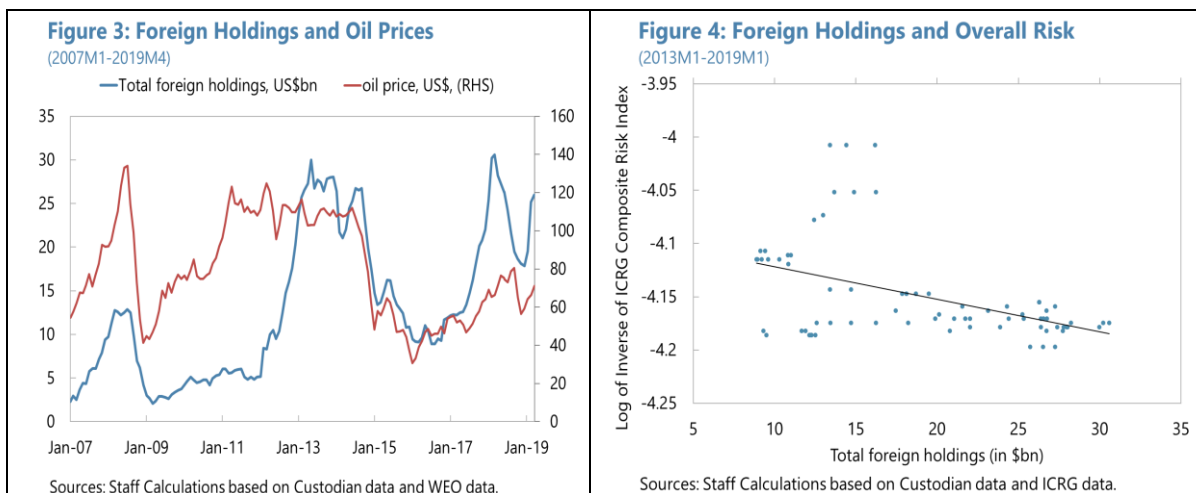 Figure 3: Foreign Holdings and Oil Prices
(2007M1-2019M4)
Total foreign holdings, US$bn
oil price, US$, (RHS)
35
30
25
20
15
10
5
0
160
140
120
100
80
60
40
20
0
Jan-07 Jan-09 Jan-11 Jan-13 Jan-15 Jan-17 Jan-19
Sources: Staff Calculations based on Custodian data and WEO data.
Figure 4: Foreign Holdings and Overall Risk
(2013M1-2019M1)
Log of Inverse of ICRG Composite Risk Index
-3.95
-4
-4.05
-4.1
-4.15
-4.2
-4.25
5 10 15 20 25 30 35
Total foreign holdings (in $bn)
Sources: Staff Calculations based on Custodian data and ICRG data.